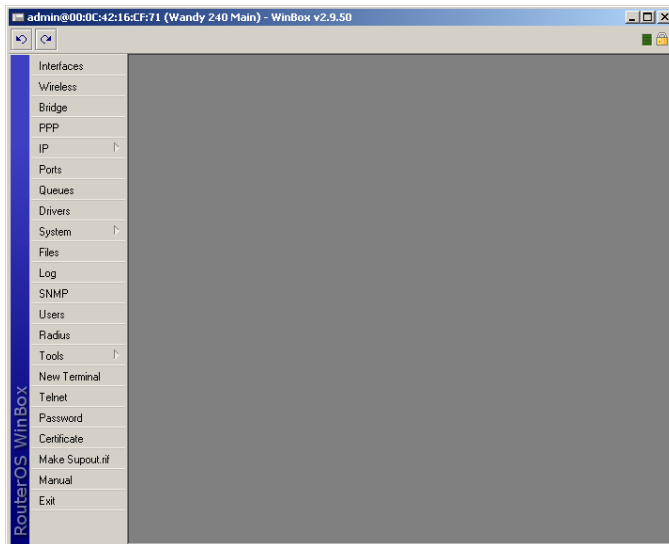 admin@00:0C:42:16:CF:71 (Wandy 240 Main) - WinBox v2.9.50
Interfaces
Wireless
Bridge
PPP
IP
Ports
Queues
Drivers
System
Files
Log
SNMP
Users
Radius
Tools
New Terminal
Telnet
Password
Certificate
Make Supout.rif
Manual
Exit
RouterOS WinBox